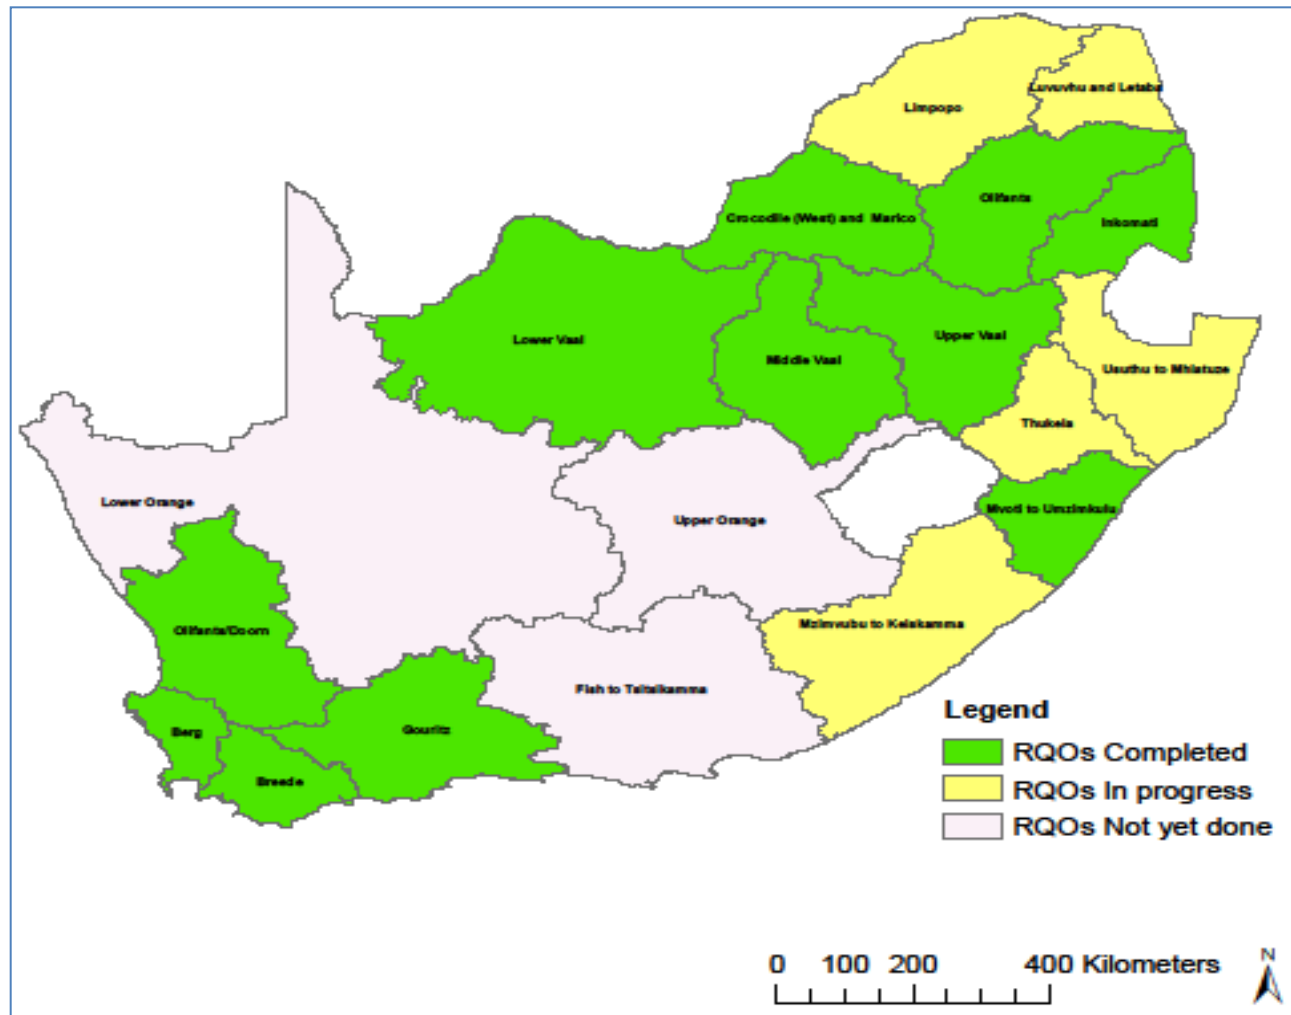 Limpopo
Luvuvhu and Letaba
Olifants
Crocodile (West) and Marico
Inkomati
Lower Vaal
Middle Vaal
Upper Vaal
Usuthu to Mhlatuze
Thukela
Lower Orange
Upper Orange
Mvoti to Umzimkulu
Olifants/Doorn
Mzimvubu to Keiskamma
Fish to Tsitsikamma
Berg
Gouritz
Breede
Legend
RQOs Completed
RQOs In progress
RQOs Not yet done
0 100 200 400 Kilometers
N